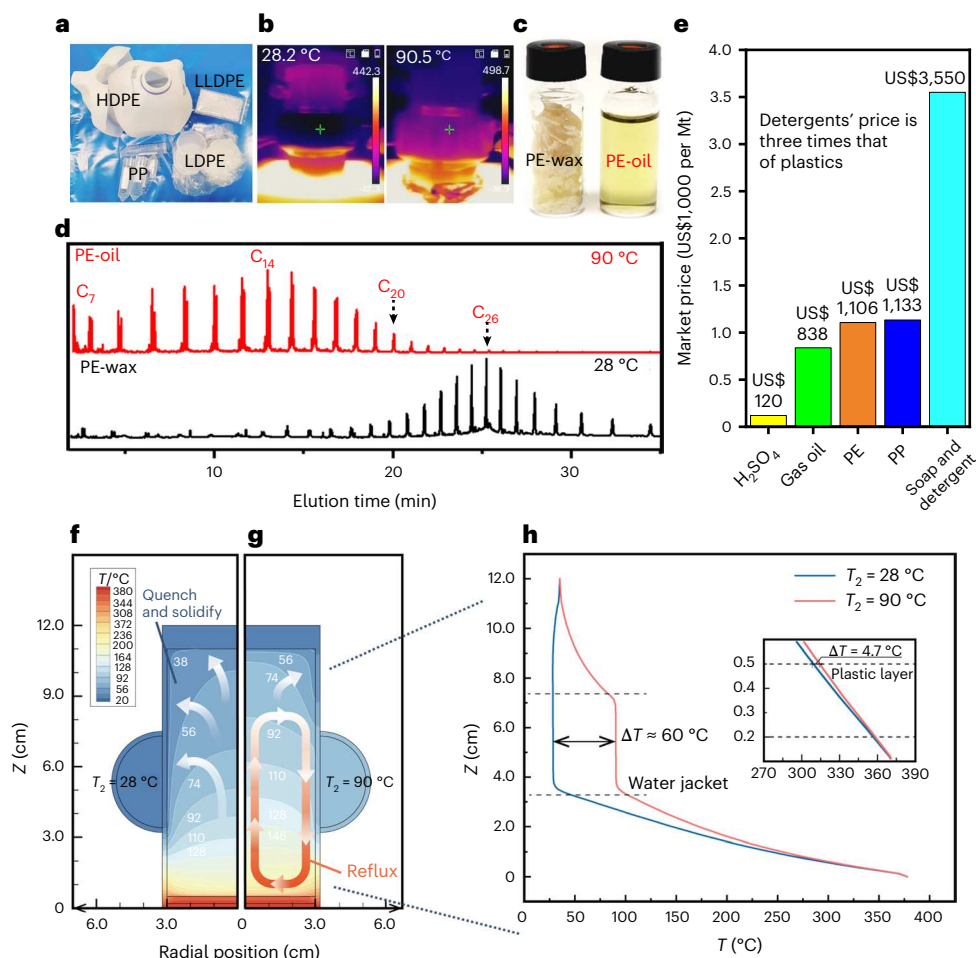 a
HDPE
LLDPE
PP
LDPE
b
28.2 °C
442.3
90.5 °C
498.7
c
PE-wax
PE-oil
d
PE-oil
90 °C
C7
C14
C20
C26
PE-wax
28 °C
10
20
30
Elution time (min)
e
4.0
3.5
3.0
2.5
2.0
1.5
1.0
0.5
0
Market price (US$1,000 per Mt)
Detergents' price is
three times that
of plastics
US$
120
US$
838
US$
1,106
US$
1,133
US$3,550
H2SO4
Gas oil
PE
PP
Soap and
detergent
f
T/°C
380
344
308
372
236
200
164
128
92
56
20
Quench
and solidify
12.0
9.0
6.0
3.0
0
Z (cm)
38
56
74
92
110
128
T2 = 28 °C
g
56
74
92
110
128
146
T2 = 90 °C
Reflux
6.0
3.0
0
3.0
6.0
Radial position (cm)
h
12.0
10.0
8.0
6.0
4.0
2.0
0
Z (cm)
T2 = 28 °C
T2 = 90 °C
ΔT ≈ 60 °C
Water jacket
0.5
0.4
0.3
0.2
ΔT = 4.7 °C
Plastic layer
270
300
330
360
390
0
50
100
150
200
250
300
350
400
T (°C)